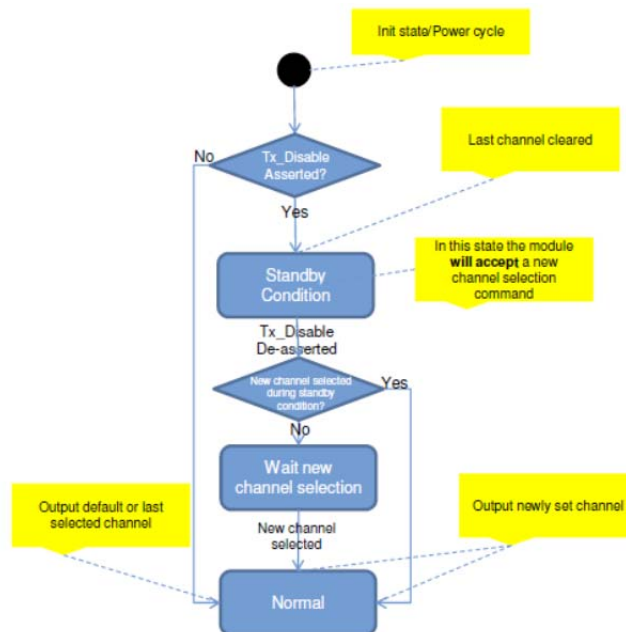 Init state/Power cycle
No
Tx_Disable
Asserted?
Last channel cleared
Yes
Standby
Condition
In this state the module
will accept a new
channel selection
command
Tx_Disable
De-asserted
New channel selected
during standby
condition?
Yes
No
Wait new
channel selection
Output default or last
selected channel
Output newly set channel
New channel
selected
Normal